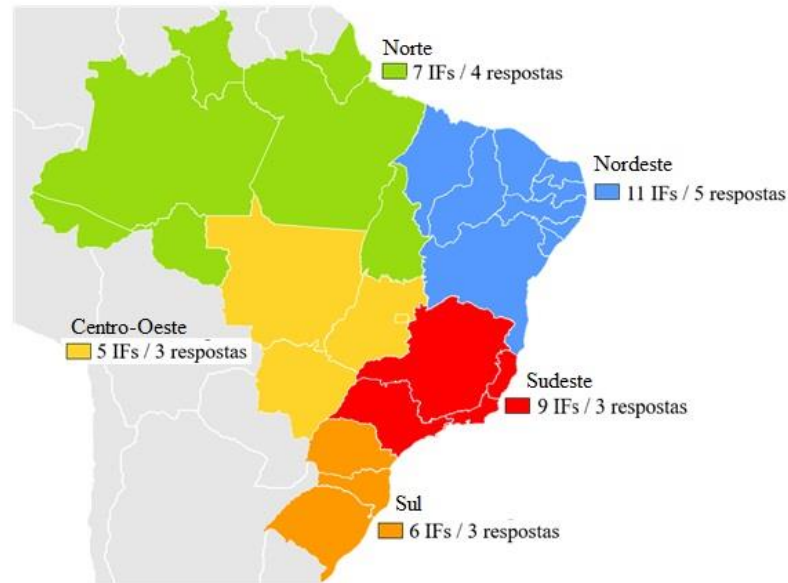 Norte
7 IFs / 4 respostas
Nordeste
11 IFs / 5 respostas
Centro-Oeste
5 IFs / 3 respostas
Sudeste
9 IFs / 3 respostas
Sul
6 IFs / 3 respostas